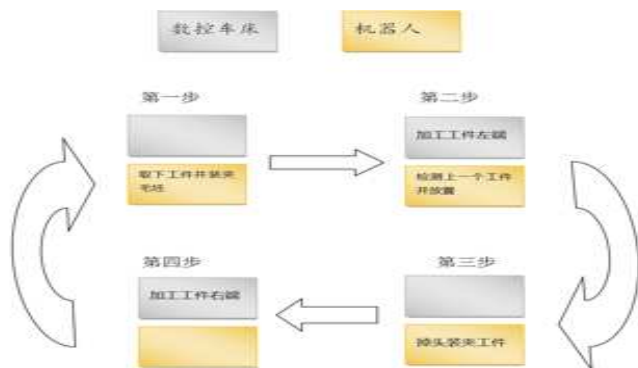 数控车床
机器人
第一步
第二步
加工工件左端
取下工件并装夹
毛坯
检测上一个工件
并放置
第四步
第三步
加工工件右端
掉头装夹工件